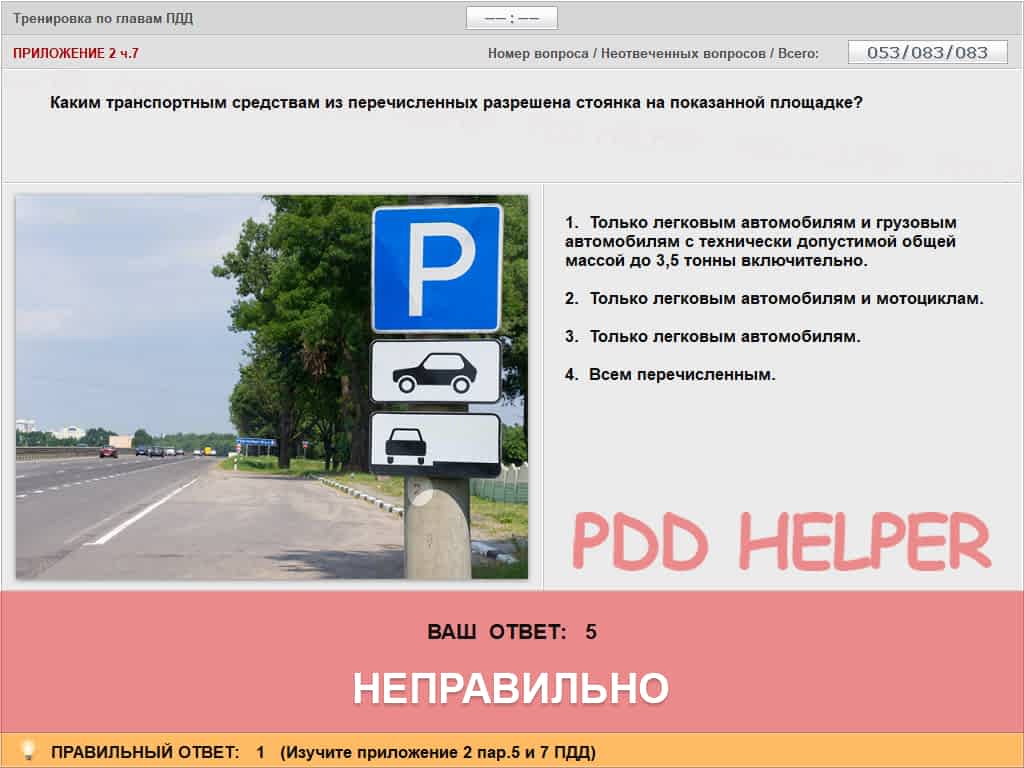 Тренировка по главам ПДД
—— : ——
ПРИЛОЖЕНИЕ 2 ч.7
Номер вопроса / Неотвеченных вопросов / Всего: 053/083/083
Каким транспортным средствам из перечисленных разрешена стоянка на показанной площадке?
P
1. Только легковым автомобилям и грузовым
автомобилям с технически допустимой общей
массой до 3,5 тонны включительно.
2. Только легковым автомобилям и мотоциклам.
3. Только легковым автомобилям.
4. Всем перечисленным.
PDD HELPER
ВАШ ОТВЕТ: 5
НЕПРАВИЛЬНО
ПРАВИЛЬНЫЙ ОТВЕТ: 1 (Изучите приложение 2 пар.5 и 7 ПДД)